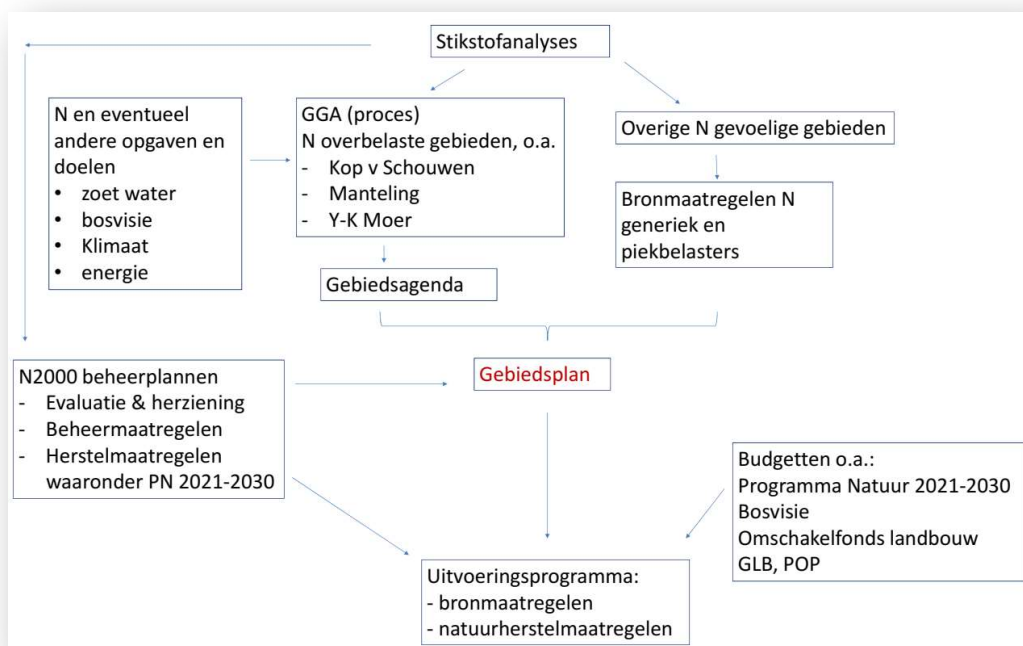 Stikstofanalyses
N en eventueel
andere opgaven en
doelen
• zoet water
• bosvisie
• Klimaat
• energie
GGA (proces)
N overbelaste gebieden, o.a.
- Kop v Schouwen
- Manteling
- Y-K Moer
Overige N gevoelige gebieden
Bronmaatregelen N
generiek en
piekbelasters
Gebiedsagenda
N2000 beheerplannen
- Evaluatie & herziening
- Beheermaatregelen
- Herstelmaatregelen
waaronder PN 2021-2030
Gebiedsplan
Budgetten o.a.:
Programma Natuur 2021-2030
Bosvisie
Omschakelfonds landbouw
GLB, POP
Uitvoeringsprogramma:
- bronmaatregelen
- natuurherstelmaatregelen